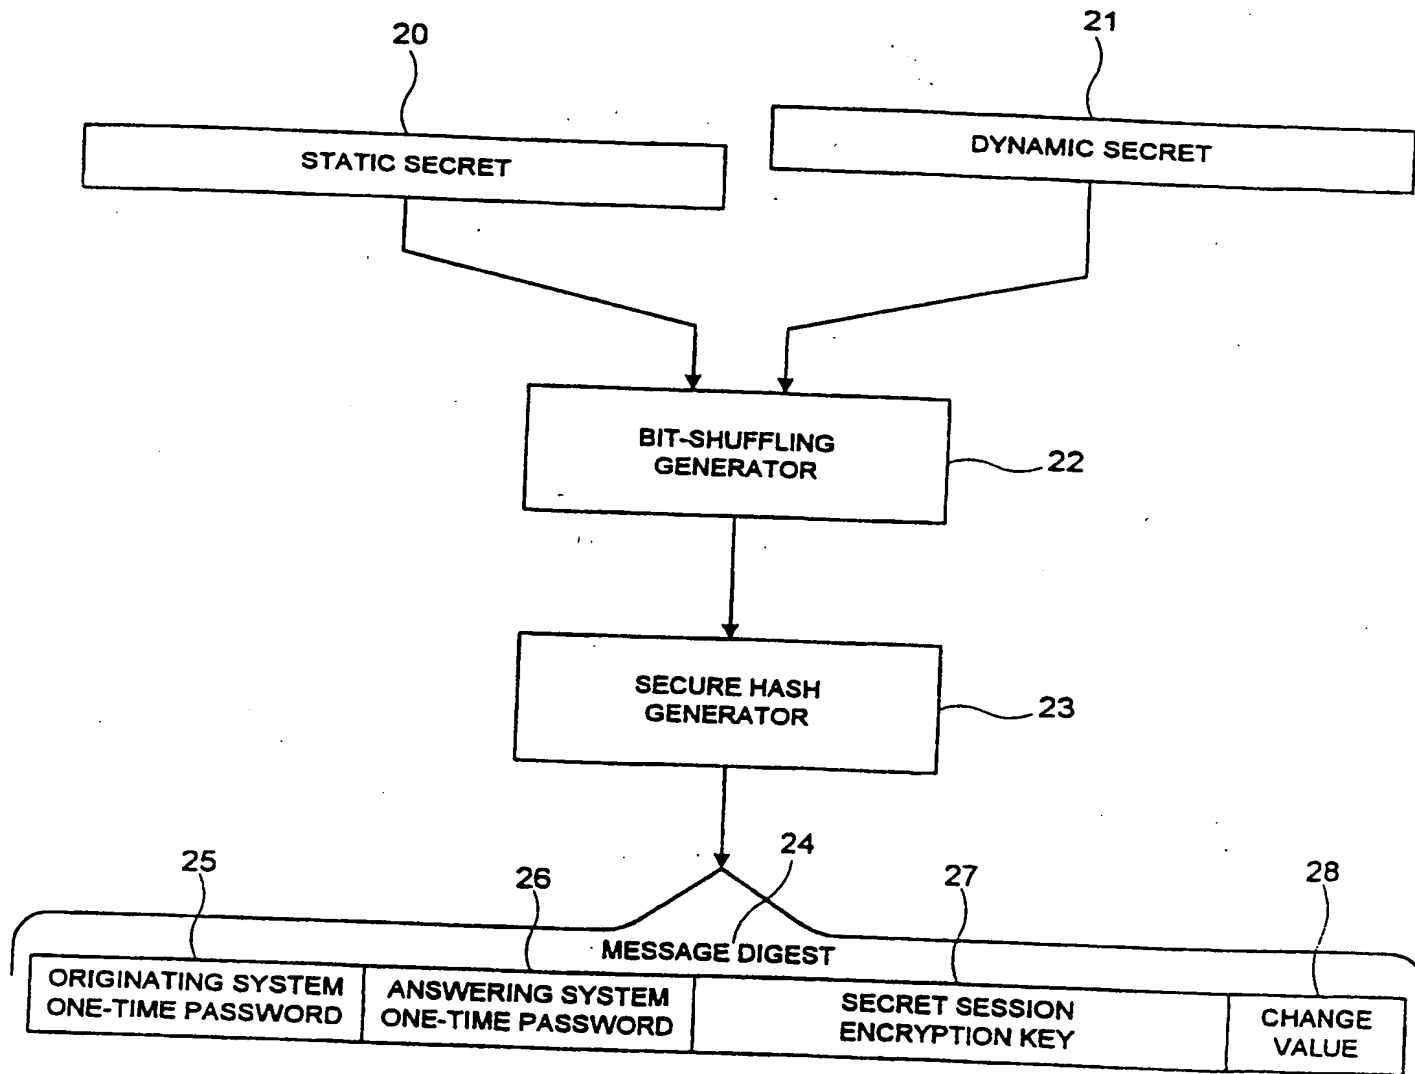 20
21
STATIC SECRET
DYNAMIC SECRET
BIT-SHUFFLING
GENERATOR
22
SECURE HASH
GENERATOR
23
24
25
26
27
28
MESSAGE DIGEST
ORIGINATING SYSTEM
ONE-TIME PASSWORD
ANSWERING SYSTEM
ONE-TIME PASSWORD
SECRET SESSION
ENCRYPTION KEY
CHANGE
VALUE